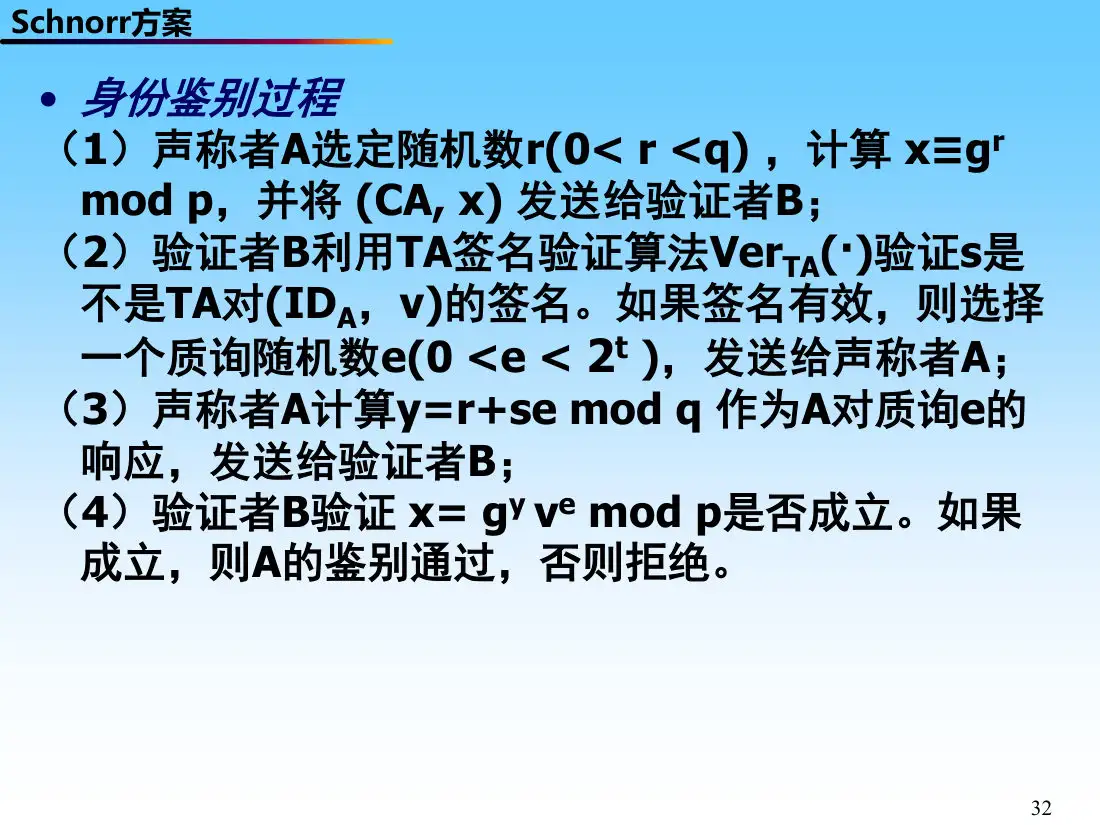 Schnorr方案
• 身份鉴别过程
（1）声称者A选定随机数r(0< r <q) ，计算 x≡gʳ
mod p，并将 (CA, x) 发送给验证者B；
（2）验证者B利用TA签名验证算法Ver_TA(·)验证s是
不是TA对(ID_A，v)的签名。如果签名有效，则选择
一个质询随机数e(0 <e < 2ᵗ )，发送给声称者A；
（3）声称者A计算y=r+se mod q 作为A对质询e的
响应，发送给验证者B；
（4）验证者B验证 x= gʸ vᵉ mod p是否成立。如果
成立，则A的鉴别通过，否则拒绝。
32